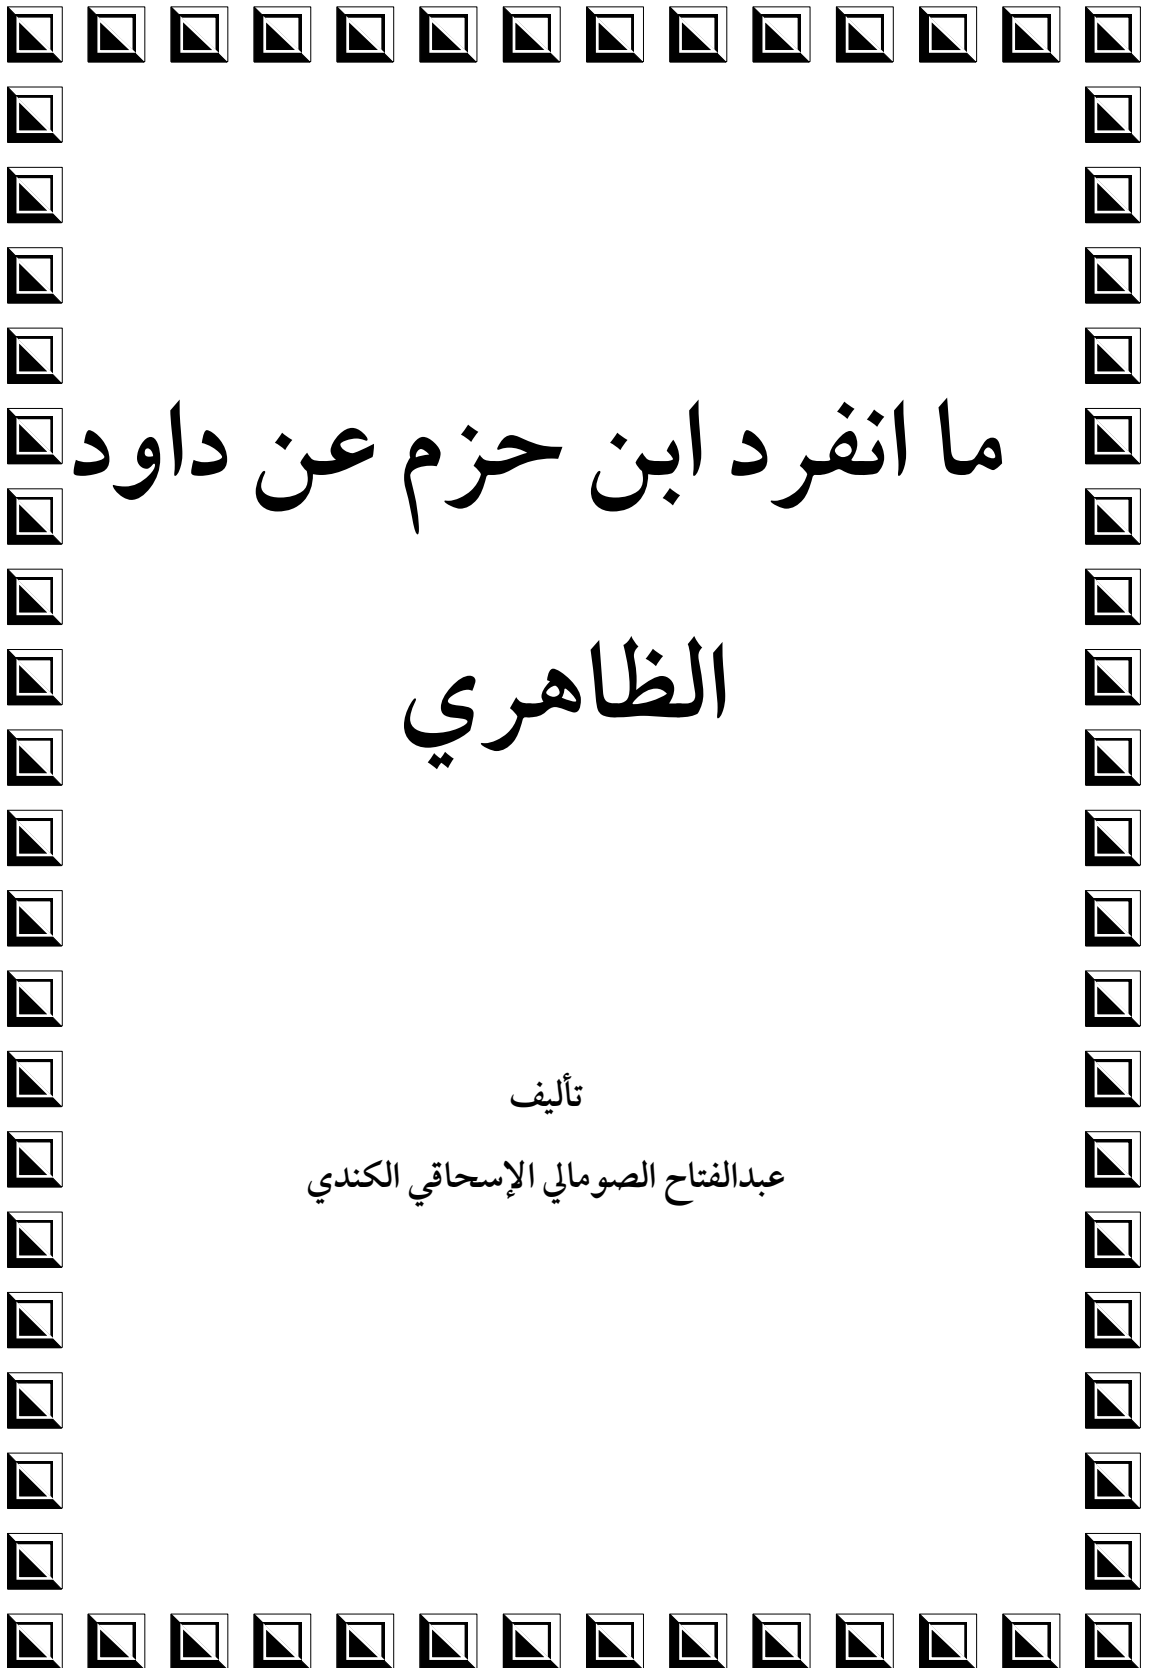 ما انفرد ابن حزم عن داود
الظاهري
تأليف
عبدالفتاح الصومالي الإسحاقي الكندي